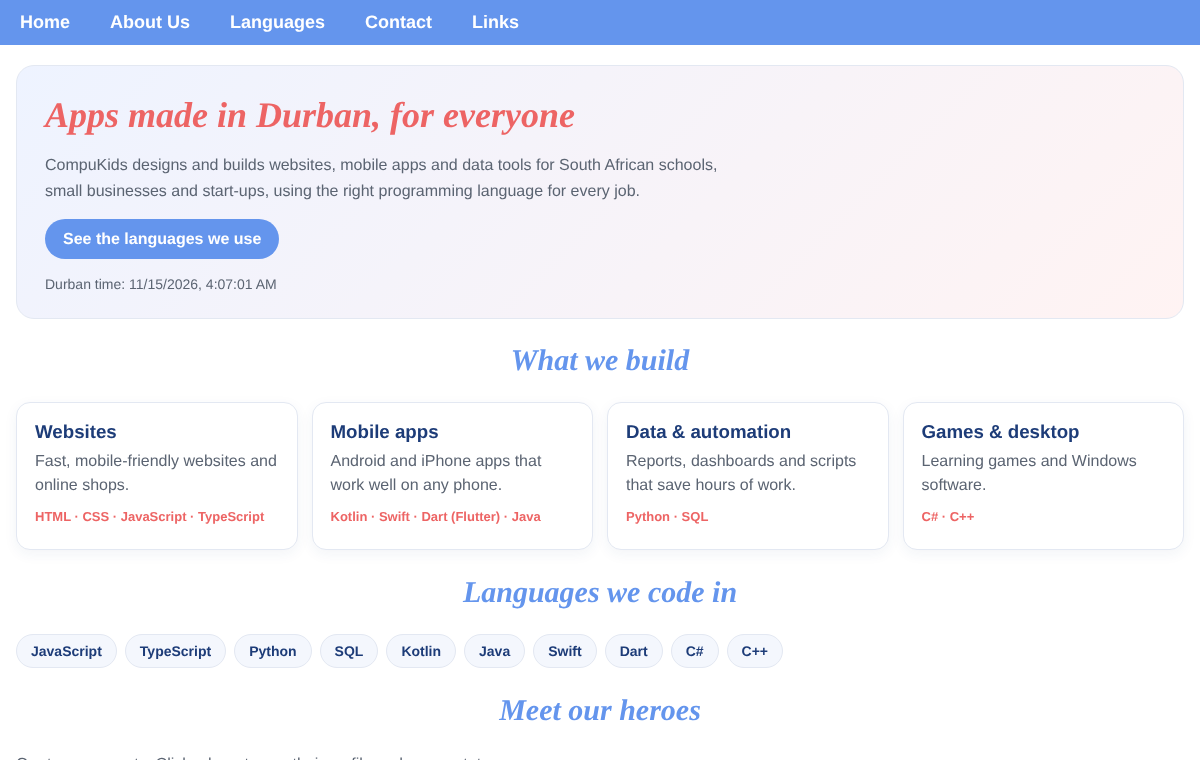 Home About Us Languages Contact Links
Apps made in Durban, for everyone
CompuKids designs and builds websites, mobile apps and data tools for South African schools,
small businesses and start-ups, using the right programming language for every job.
See the languages we use
Durban time: 11/15/2026, 4:07:01 AM
What we build
Websites
Fast, mobile-friendly websites and
online shops.
HTML · CSS · JavaScript · TypeScript
Mobile apps
Android and iPhone apps that
work well on any phone.
Kotlin · Swift · Dart (Flutter) · Java
Data & automation
Reports, dashboards and scripts
that save hours of work.
Python · SQL
Games & desktop
Learning games and Windows
software.
C# · C++
Languages we code in
JavaScript TypeScript Python SQL Kotlin Java Swift Dart C# C++
Meet our heroes